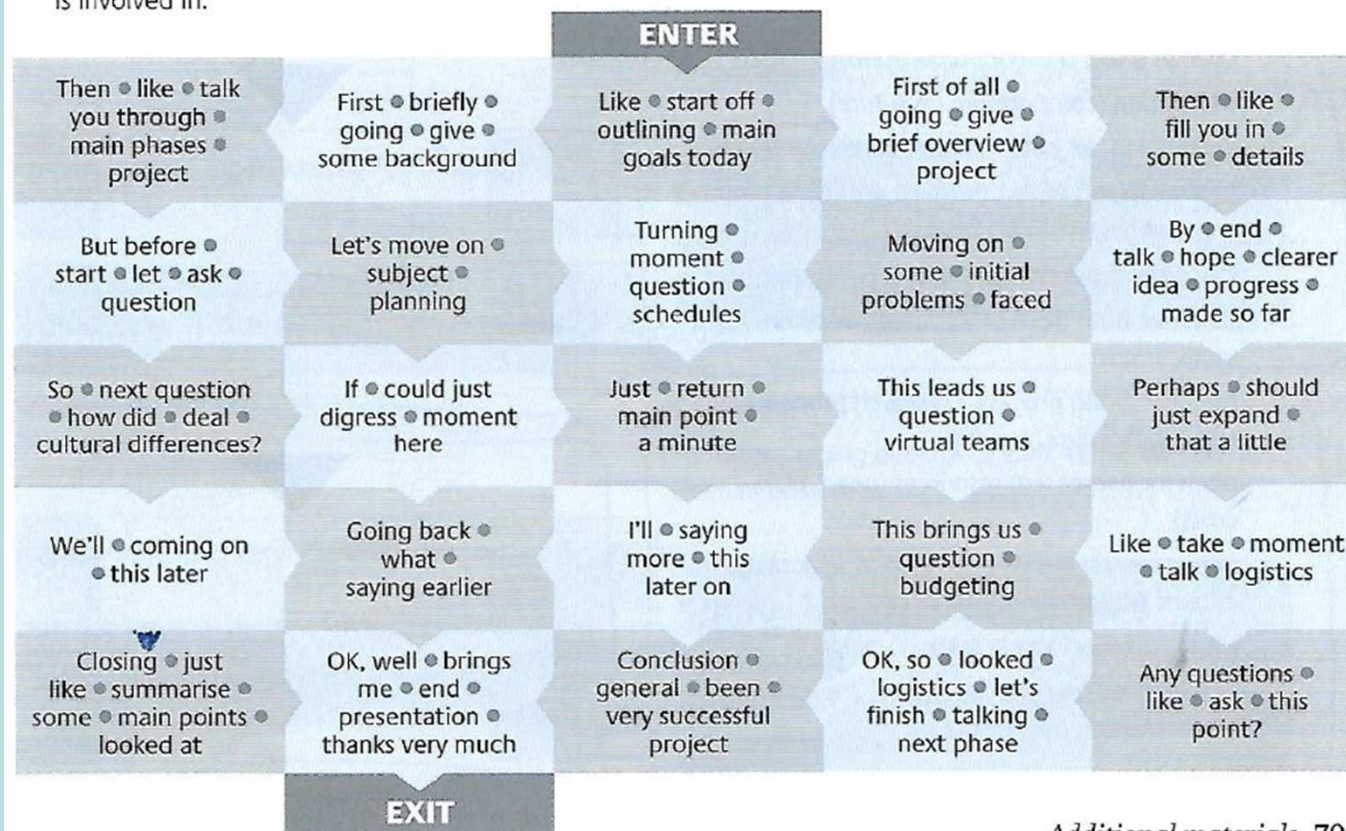 is involved in.
ENTER
Then • like • talk
you through •
main phases •
project
First • briefly •
going • give •
some background
Like • start off •
outlining • main
goals today
First of all •
going • give •
brief overview •
project
Then • like •
fill you in •
some • details
But before •
start • let • ask •
question
Let's move on •
subject •
planning
Turning •
moment •
question •
schedules
Moving on •
some • initial
problems • faced
By • end •
talk • hope • clearer
idea • progress •
made so far
So • next question
• how did • deal •
cultural differences?
If • could just
digress • moment
here
Just • return •
main point •
a minute
This leads us •
question •
virtual teams
Perhaps • should
just expand •
that a little
We'll • coming on
• this later
Going back •
what •
saying earlier
I'll • saying
more • this
later on
This brings us •
question •
budgeting
Like • take • moment
• talk • logistics
Closing • just
like • summarise •
some • main points •
looked at
OK, well • brings
me • end •
presentation •
thanks very much
Conclusion •
general • been •
very successful
project
OK, so • looked •
logistics • let's
finish • talking •
next phase
Any questions •
like • ask • this
point?
EXIT
Additional materials 79